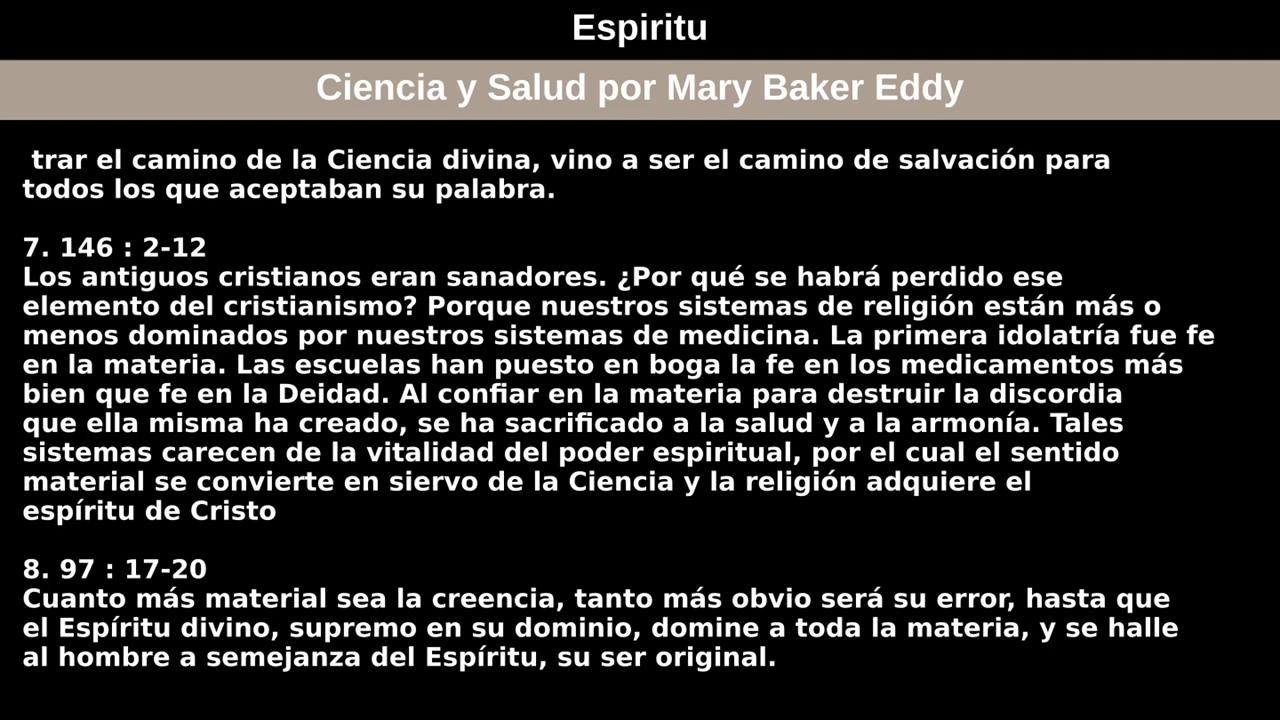 Espiritu
Ciencia y Salud por Mary Baker Eddy
trar el camino de la Ciencia divina, vino a ser el camino de salvación para
todos los que aceptaban su palabra.
7. 146 : 2-12
Los antiguos cristianos eran sanadores. ¿Por qué se habrá perdido ese
elemento del cristianismo? Porque nuestros sistemas de religión están más o
menos dominados por nuestros sistemas de medicina. La primera idolatría fue fe
en la materia. Las escuelas han puesto en boga la fe en los medicamentos más
bien que fe en la Deidad. Al confiar en la materia para destruir la discordia
que ella misma ha creado, se ha sacrificado a la salud y a la armonía. Tales
sistemas carecen de la vitalidad del poder espiritual, por el cual el sentido
material se convierte en siervo de la Ciencia y la religión adquiere el
espíritu de Cristo
8. 97 : 17-20
Cuanto más material sea la creencia, tanto más obvio será su error, hasta que
el Espíritu divino, supremo en su dominio, domine a toda la materia, y se halle
al hombre a semejanza del Espíritu, su ser original.